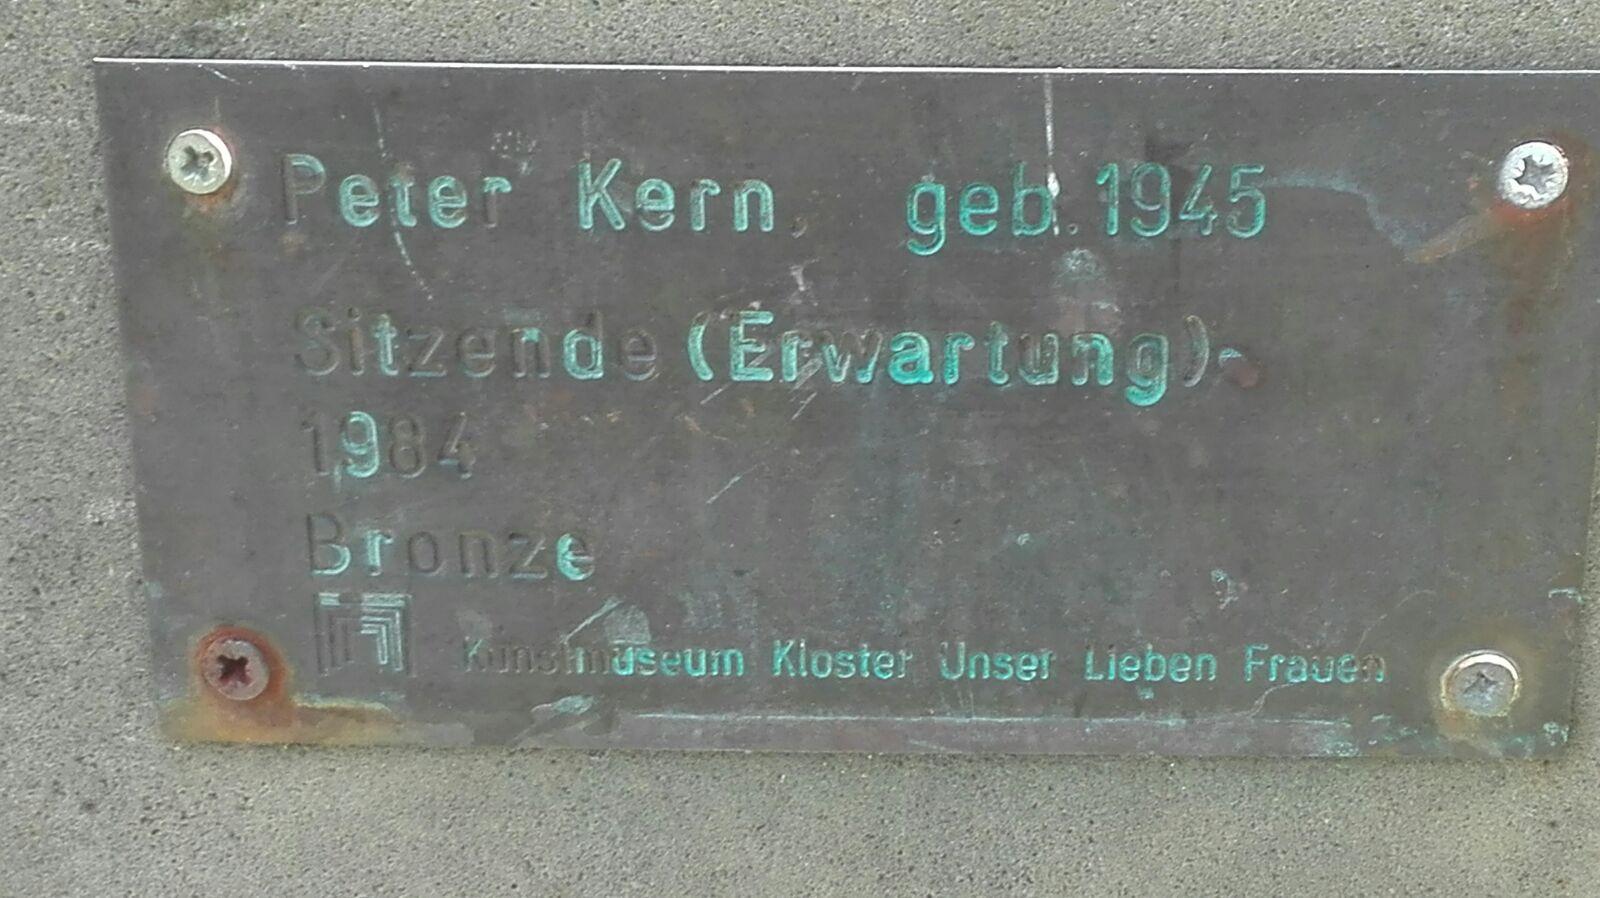 Peter Kern, geb. 1945
Sitzende (Erwartung)
1984
Bronze
Kunstmuseum Kloster Unser Lieben Frauen